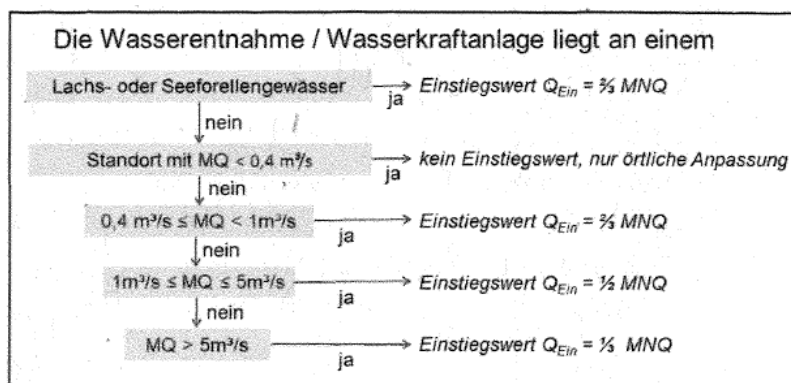 Die Wasserentnahme / Wasserkraftanlage liegt an einem
Lachs- oder Seeforellengewässer ja Einstiegswert Q_Ein = ⅔ MNQ
nein
Standort mit MQ < 0,4 m³/s ja kein Einstiegswert, nur örtliche Anpassung
nein
0,4 m³/s ≤ MQ < 1m³/s ja Einstiegswert Q_Ein = ⅔ MNQ
nein
1m³/s ≤ MQ ≤ 5m³/s ja Einstiegswert Q_Ein = ½ MNQ
nein
MQ > 5m³/s ja Einstiegswert Q_Ein = ⅓ MNQ